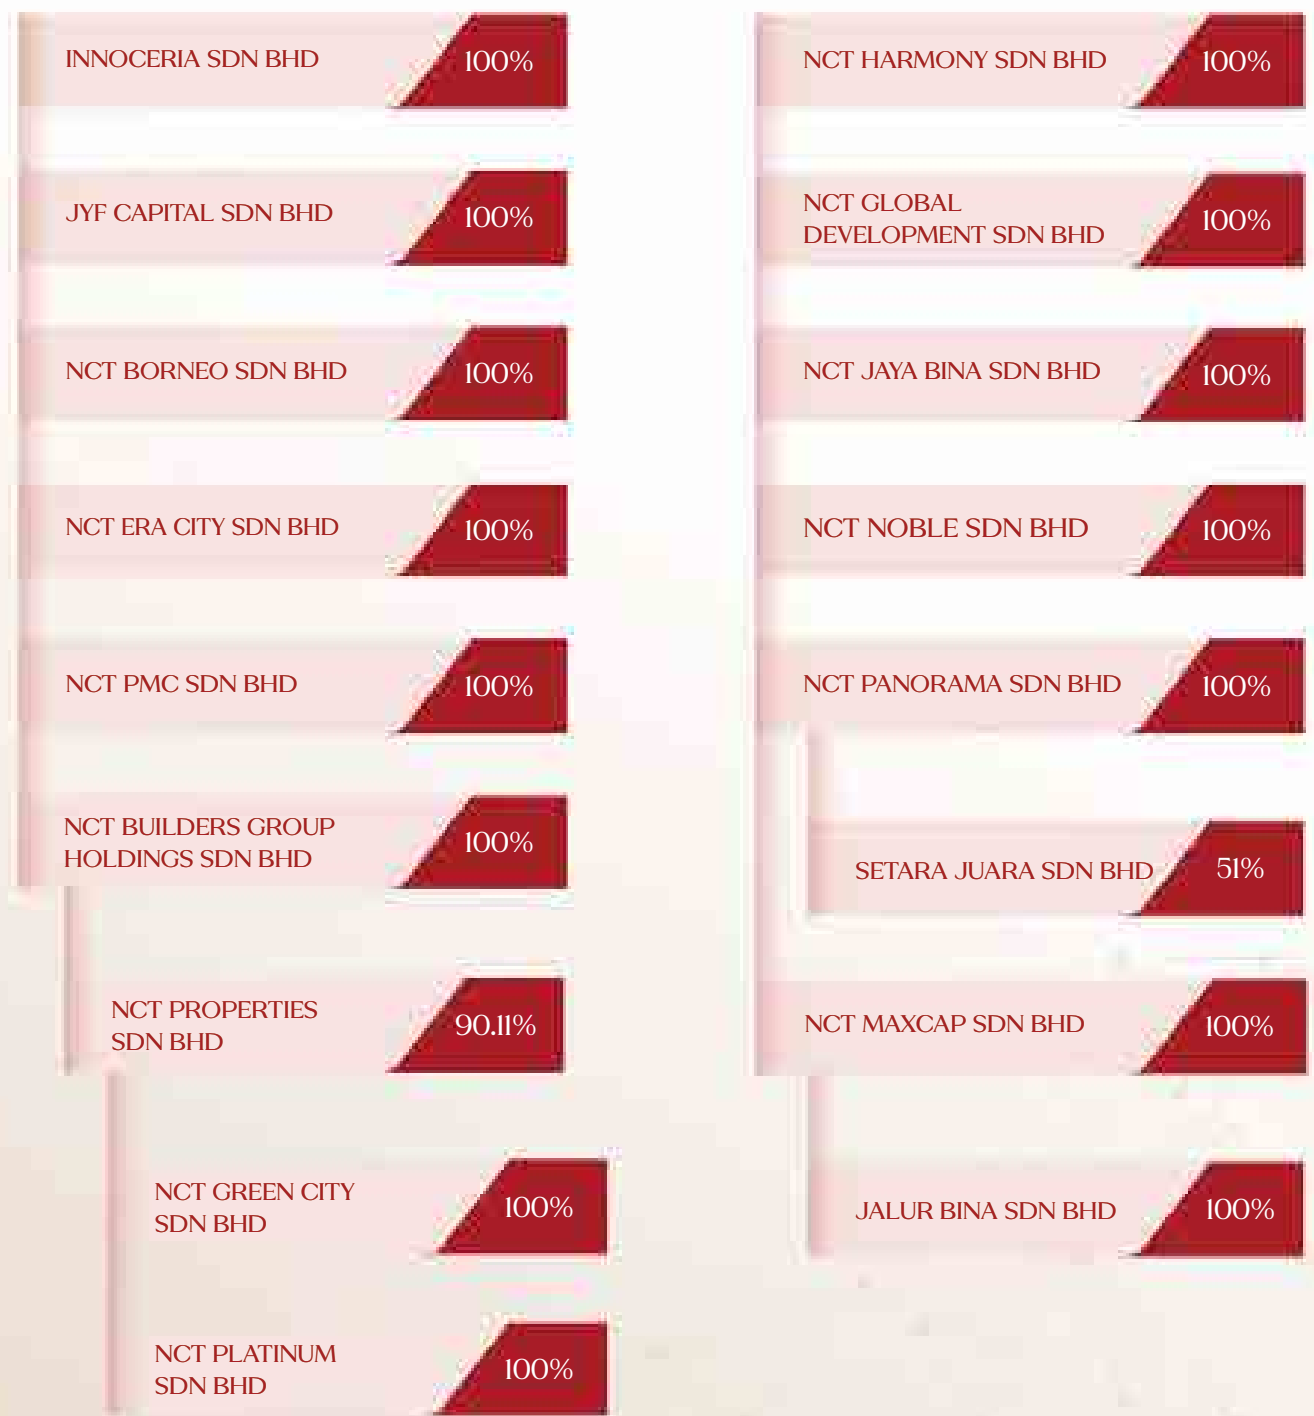 INNOCERIA SDN BHD
100%
JYF CAPITAL SDN BHD
100%
NCT BORNEO SDN BHD
100%
NCT ERA CITY SDN BHD
100%
NCT PMC SDN BHD
100%
NCT BUILDERS GROUP
HOLDINGS SDN BHD
100%
NCT PROPERTIES
SDN BHD
90.11%
NCT GREEN CITY
SDN BHD
100%
NCT PLATINUM
SDN BHD
100%
NCT HARMONY SDN BHD
100%
NCT GLOBAL
DEVELOPMENT SDN BHD
100%
NCT JAYA BINA SDN BHD
100%
NCT NOBLE SDN BHD
100%
NCT PANORAMA SDN BHD
100%
SETARA JUARA SDN BHD
51%
NCT MAXCAP SDN BHD
100%
JALUR BINA SDN BHD
100%